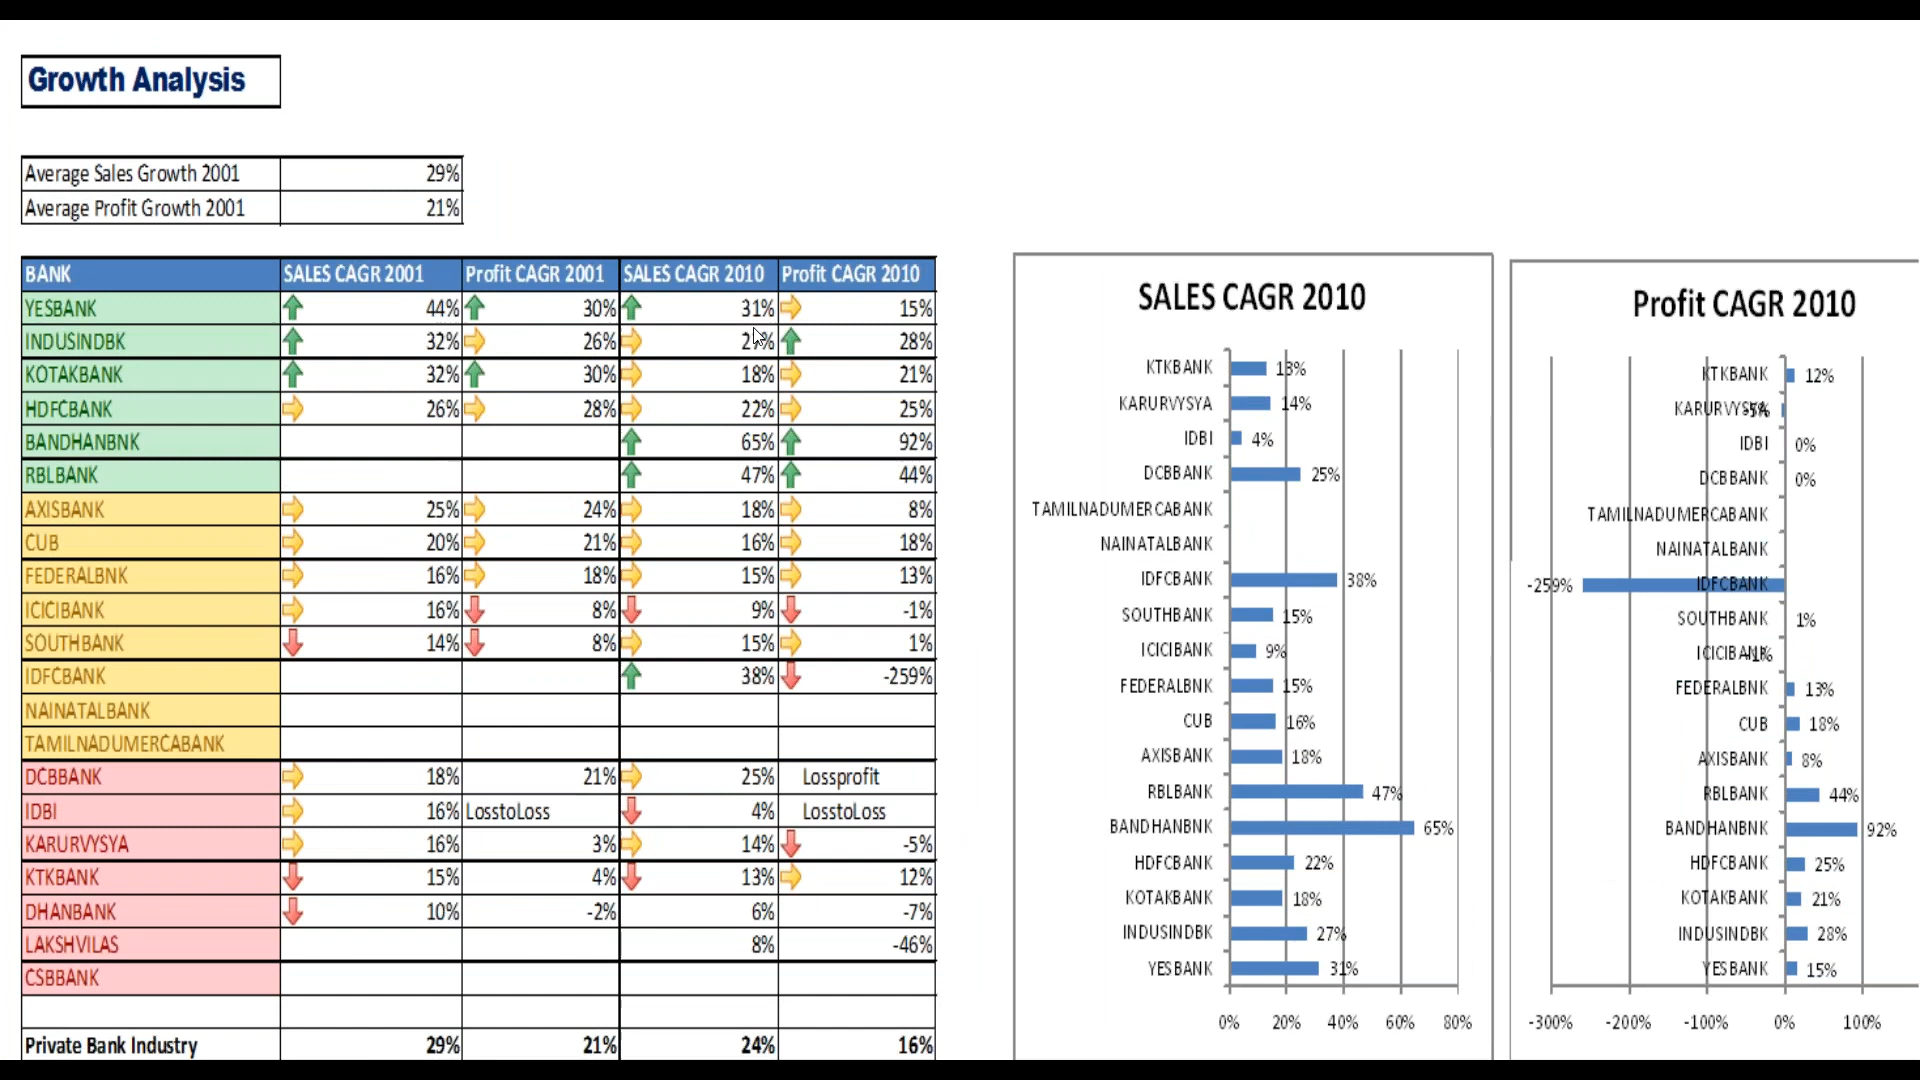 Growth Analysis
Average Sales Growth 2001 29%
Average Profit Growth 2001 21%
BANK SALES CAGR 2001 Profit CAGR 2001 SALES CAGR 2010 Profit CAGR 2010
YESBANK 44% 30% 31% 15%
INDUSINDBK 32% 26% 27% 28%
KOTAKBANK 32% 30% 18% 21%
HDFCBANK 26% 28% 22% 25%
BANDHANBNK 65% 92%
RBLBANK 47% 44%
AXISBANK 25% 24% 18% 8%
CUB 20% 21% 16% 18%
FEDERALBNK 16% 18% 15% 13%
ICICIBANK 16% 8% 9% -1%
SOUTHBANK 14% 8% 15% 1%
IDFCBANK 38% -259%
NAINATALBANK
TAMILNADUMERCABANK
DCBBANK 18% 21% 25% Lossprofit
IDBI 16% LosstoLoss 4% LosstoLoss
KARURVYSYA 16% 3% 14% -5%
KTKBANK 15% 4% 13% 12%
DHANBANK 10% -2% 6% -7%
LAKSHVILAS 8% -46%
CSBBANK
Private Bank Industry 29% 21% 24% 16%
SALES CAGR 2010
KTKBANK 13%
KARURVYSYA 14%
IDBI 4%
DCBBANK 25%
TAMILNADUMERCABANK
NAINATALBANK
IDFCBANK 38%
SOUTHBANK 15%
ICICIBANK 9%
FEDERALBNK 15%
CUB 16%
AXISBANK 18%
RBLBANK 47%
BANDHANBNK 65%
HDFCBANK 22%
KOTAKBANK 18%
INDUSINDBK 27%
YESBANK 31%
0% 20% 40% 60% 80%
Profit CAGR 2010
KTKBANK 12%
KARURVYSYA -5%
IDBI 0%
DCBBANK 0%
TAMILNADUMERCABANK
NAINATALBANK
-259% IDFCBANK
SOUTHBANK 1%
ICICIBANK -1%
FEDERALBNK 13%
CUB 18%
AXISBANK 8%
RBLBANK 44%
BANDHANBNK 92%
HDFCBANK 25%
KOTAKBANK 21%
INDUSINDBK 28%
YESBANK 15%
-300% -200% -100% 0% 100%